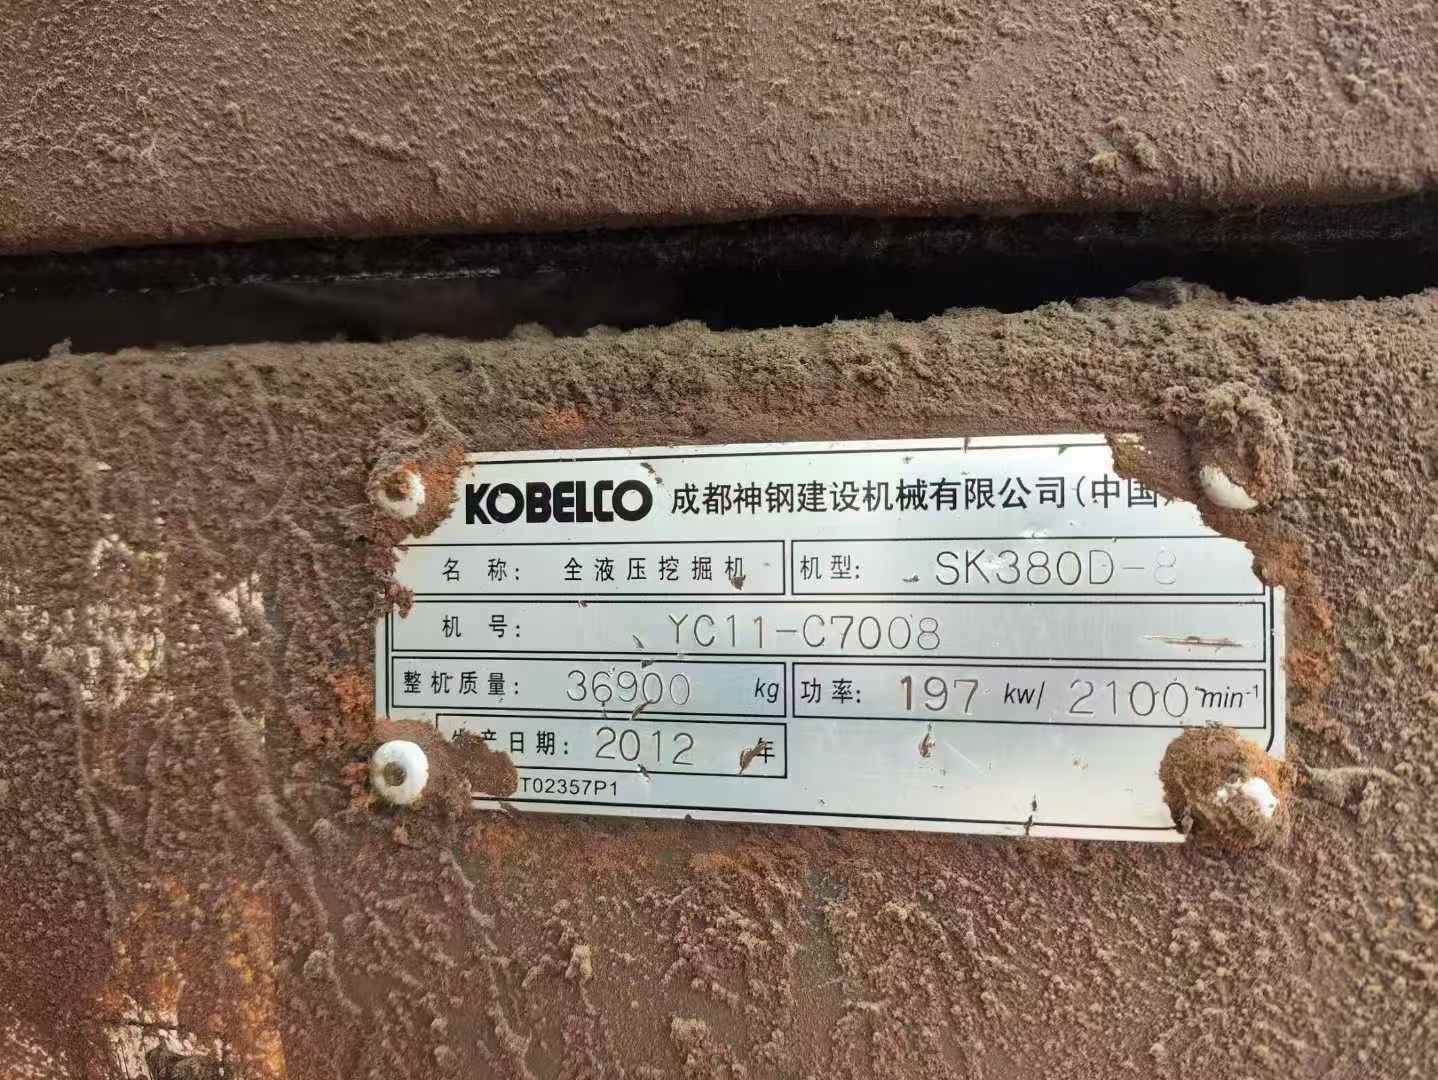 KOBELCO 成都神钢建设机械有限公司(中国
名称: 全液压挖掘机 机型: SK380D-8
机号: YC11-C7008
整机质量: 36900 kg 功率: 197 kw/ 2100 min-1
生产日期: 2012 年
T02357P1